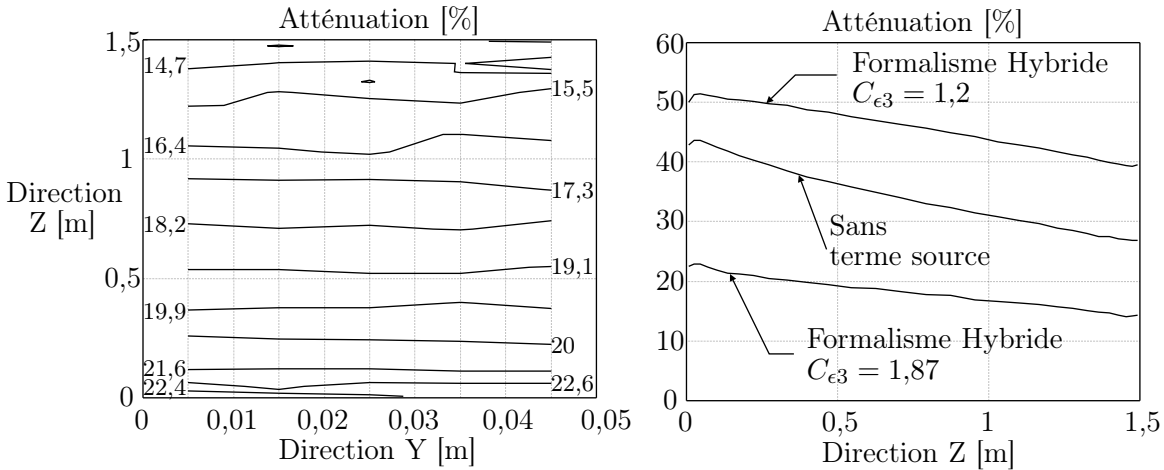 Atténuation [%]
1,5
1
0,5
0
Direction
Z [m]
14,7
16,4
18,2
19,9
21,6
22,4
15,5
17,3
19,1
20
22,6
0
0,01
0,02
0,03
0,04
0,05
Direction Y [m]
Atténuation [%]
60
50
40
30
20
10
0
Formalisme Hybride
Cϵ3 = 1,2
Sans
terme source
Formalisme Hybride
Cϵ3 = 1,87
0
0,5
1
1,5
Direction Z [m]